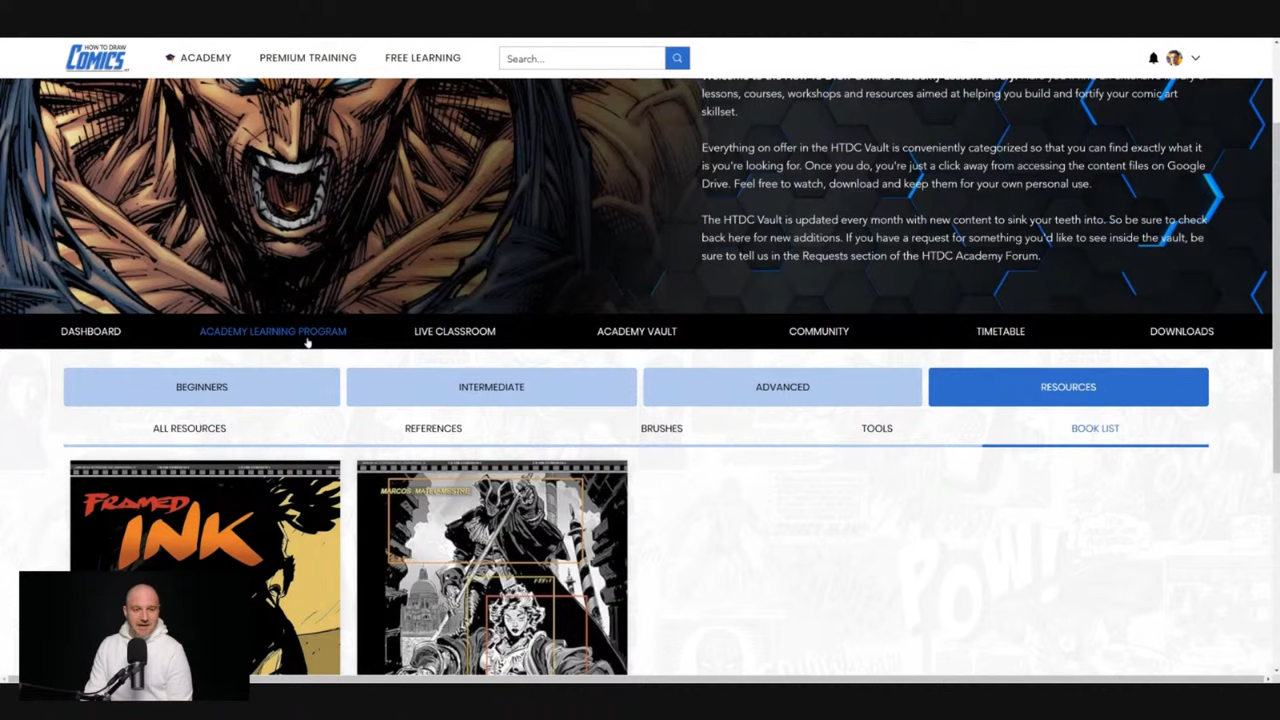 HOW TO DRAW
COMICS
ACADEMY
PREMIUM TRAINING
FREE LEARNING
Search...
lessons, courses, workshops and resources aimed at helping you build and fortify your comic art
skillset.
Everything on offer in the HTDC Vault is conveniently categorized so that you can find exactly what it
is you're looking for. Once you do, you're just a click away from accessing the content files on Google
Drive. Feel free to watch, download and keep them for your own personal use.
The HTDC Vault is updated every month with new content to sink your teeth into. So be sure to check
back here for new additions. If you have a request for something you'd like to see inside the vault, be
sure to tell us in the Requests section of the HTDC Academy Forum.
DASHBOARD
ACADEMY LEARNING PROGRAM
LIVE CLASSROOM
ACADEMY VAULT
COMMUNITY
TIMETABLE
DOWNLOADS
BEGINNERS
INTERMEDIATE
ADVANCED
RESOURCES
ALL RESOURCES
REFERENCES
BRUSHES
TOOLS
BOOK LIST
FRAMED
INK
MARCOS MATEU-MESTRE